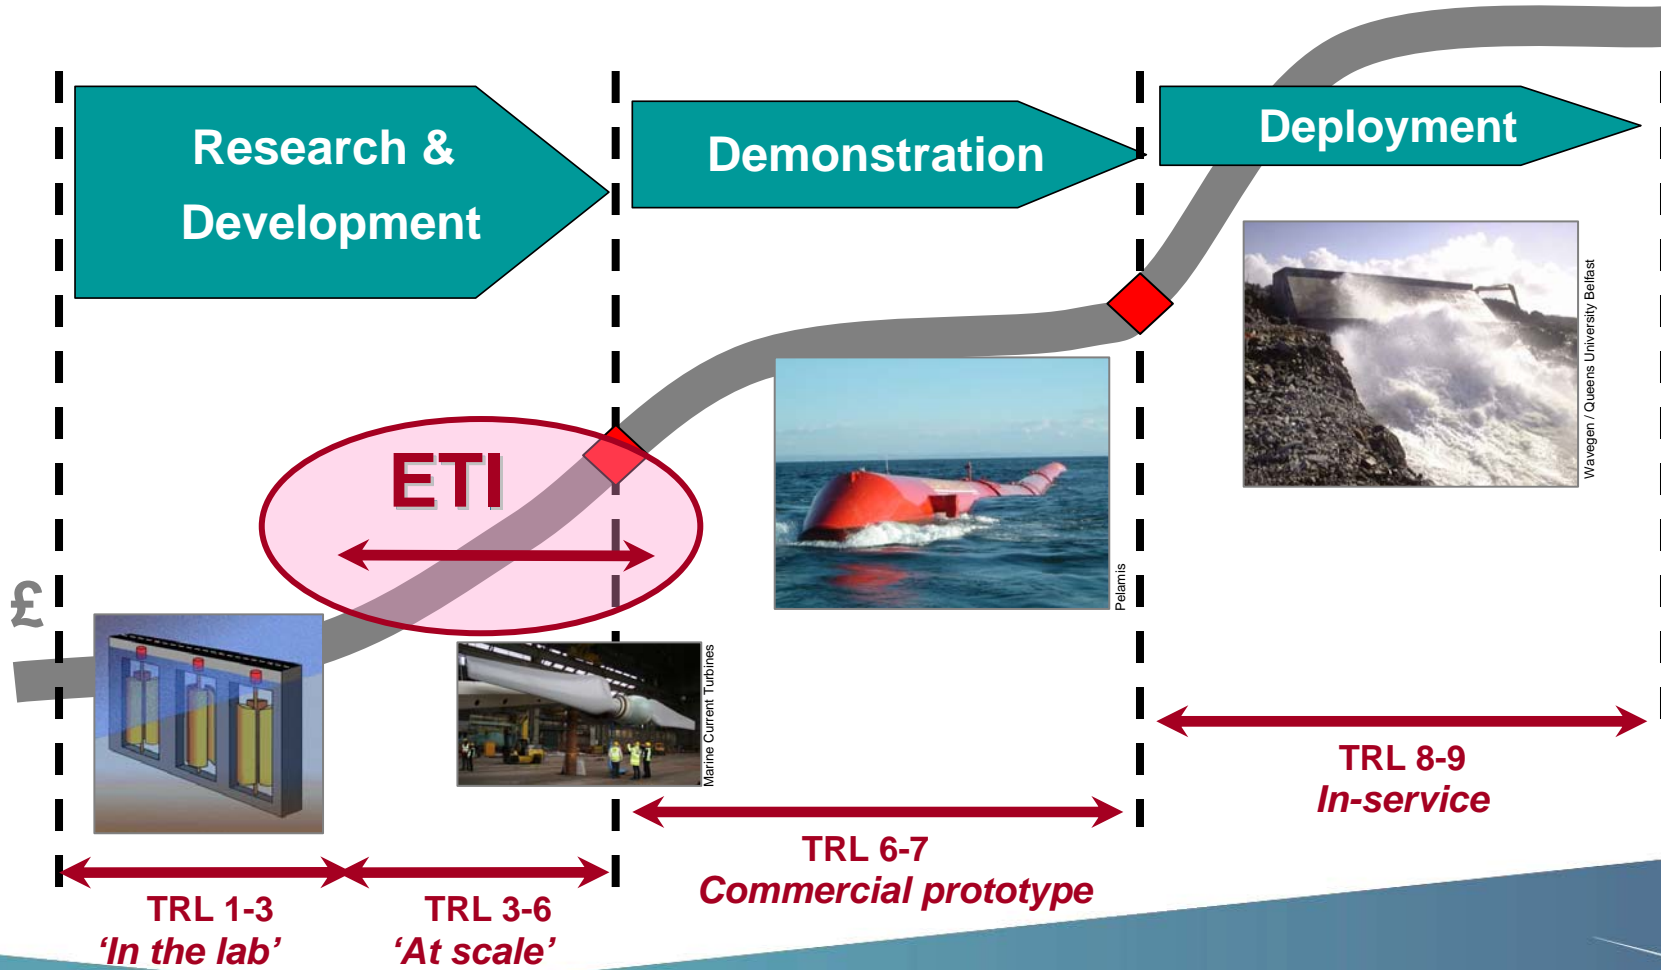 Research &
Development
Demonstration
Deployment
Wavegen / Queens University Belfast
ETI
Pelamis
£
Marine Current Turbines
TRL 8-9
In-service
TRL 6-7
Commercial prototype
TRL 1-3
‘In the lab’
TRL 3-6
‘At scale’